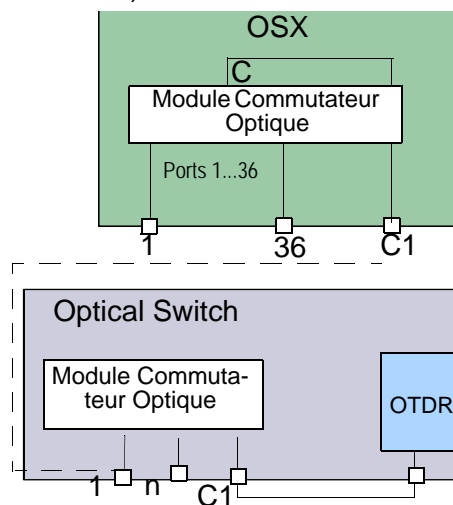 OSX
C
Module Commutateur
Optique
Ports 1...36
1 36 C1
Optical Switch
Module Commuta-
teur Optique
OTDR
1 n C1